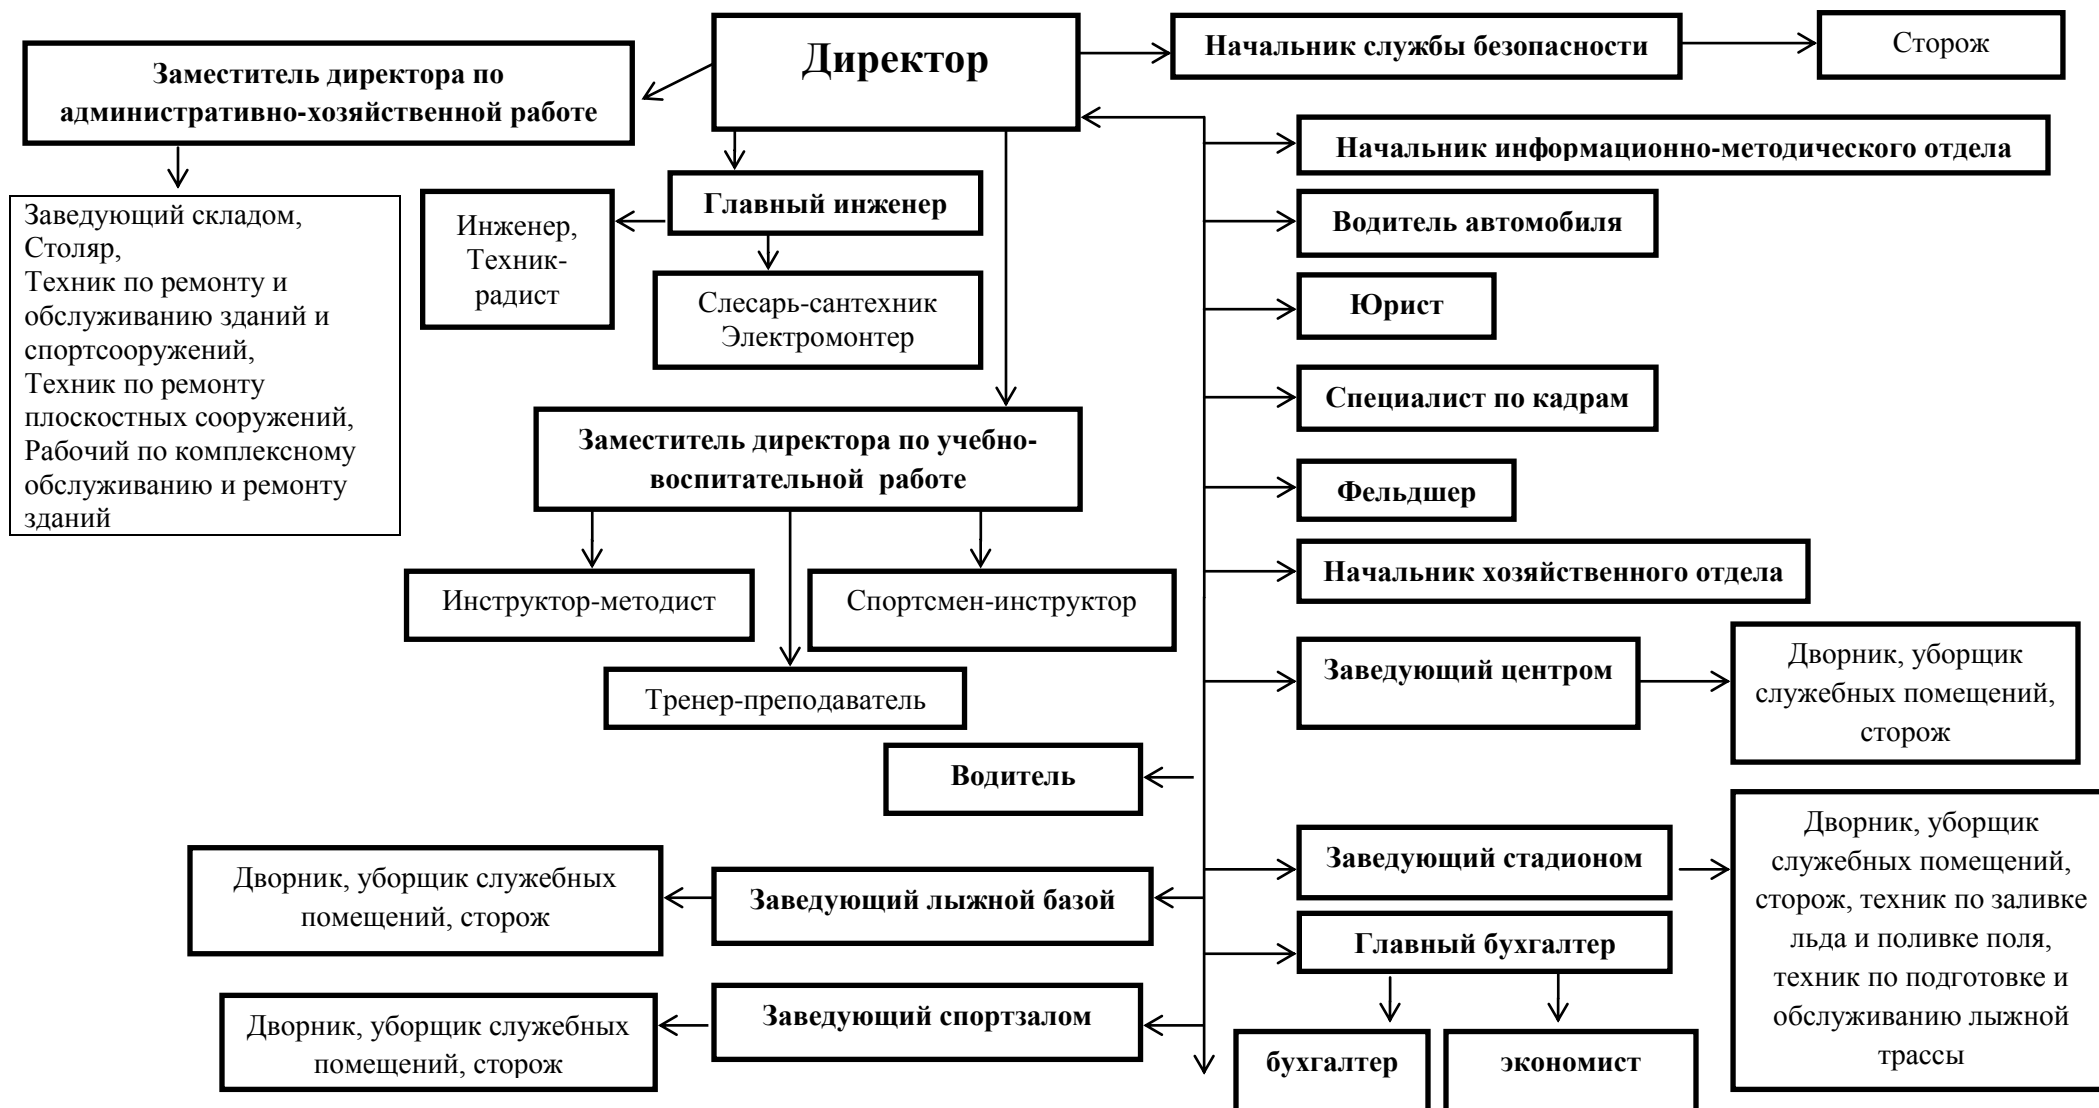 Директор
Начальник службы безопасности
Сторож
Заместитель директора по
административно-хозяйственной работе
Начальник информационно-методического отдела
Заведующий складом,
Столяр,
Техник по ремонту и
обслуживанию зданий и
спортсооружений,
Техник по ремонту
плоскостных сооружений,
Рабочий по комплексному
обслуживанию и ремонту
зданий
Инженер,
Техник-
радист
Главный инженер
Слесарь-сантехник
Электромонтер
Водитель автомобиля
Юрист
Специалист по кадрам
Заместитель директора по учебно-
воспитательной работе
Фельдшер
Начальник хозяйственного отдела
Инструктор-методист
Спортсмен-инструктор
Тренер-преподаватель
Заведующий центром
Дворник, уборщик
служебных помещений,
сторож
Водитель
Заведующий стадионом
Дворник, уборщик
служебных помещений,
сторож, техник по заливке
льда и поливке поля,
техник по подготовке и
обслуживанию лыжной
трассы
Дворник, уборщик служебных
помещений, сторож
Заведующий лыжной базой
Главный бухгалтер
Дворник, уборщик служебных
помещений, сторож
Заведующий спортзалом
бухгалтер
экономист